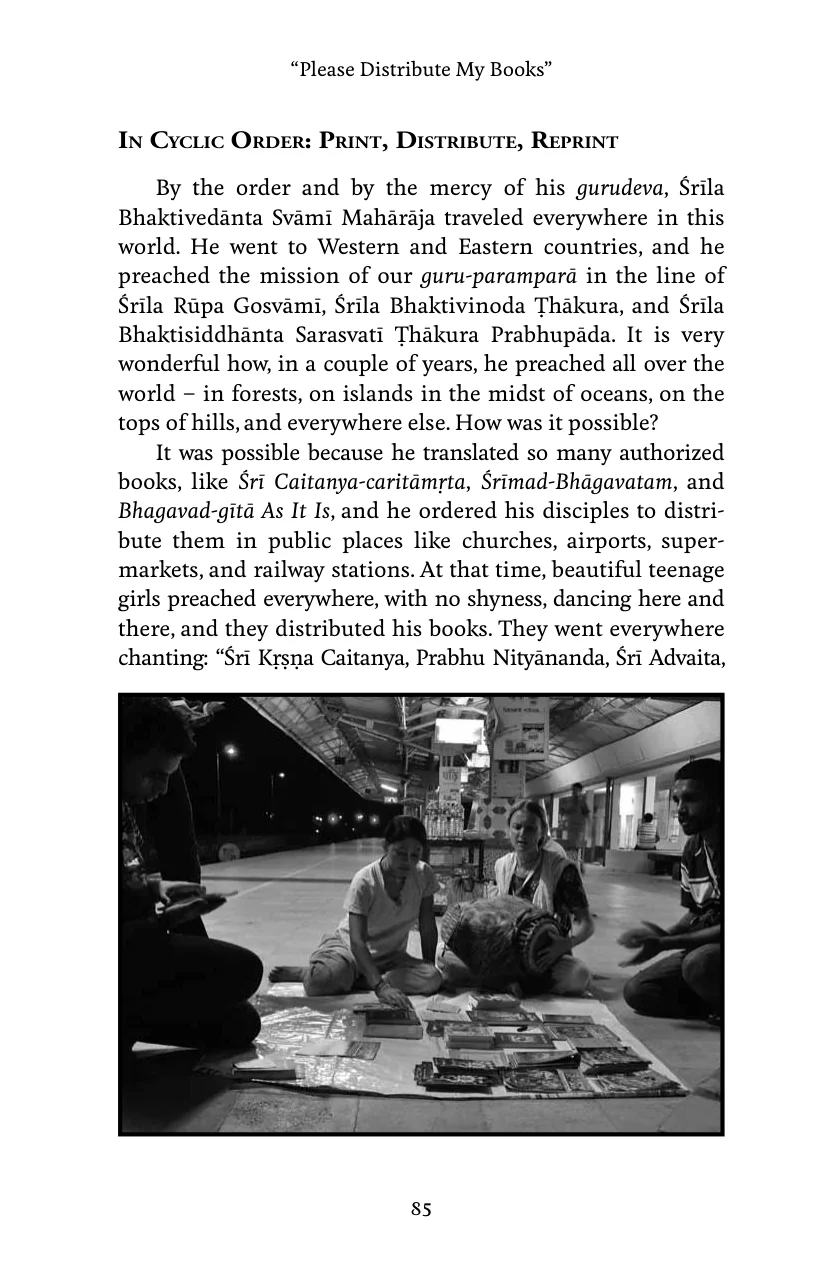 “Please Distribute My Books”
In Cyclic Order: Print, Distribute, Reprint
By the order and by the mercy of his gurudeva, Śrīla
Bhaktivedānta Svāmī Mahārāja traveled everywhere in this
world. He went to Western and Eastern countries, and he
preached the mission of our guru-paramparā in the line of
Śrīla Rūpa Gosvāmī, Śrīla Bhaktivinoda Ṭhākura, and Śrīla
Bhaktisiddhānta Sarasvatī Ṭhākura Prabhupāda. It is very
wonderful how, in a couple of years, he preached all over the
world – in forests, on islands in the midst of oceans, on the
tops of hills, and everywhere else. How was it possible?
It was possible because he translated so many authorized
books, like Śrī Caitanya-caritāmṛta, Śrīmad-Bhāgavatam, and
Bhagavad-gītā As It Is, and he ordered his disciples to distri-
bute them in public places like churches, airports, super-
markets, and railway stations. At that time, beautiful teenage
girls preached everywhere, with no shyness, dancing here and
there, and they distributed his books. They went everywhere
chanting: “Śrī Kṛṣṇa Caitanya, Prabhu Nityānanda, Śrī Advaita,
85